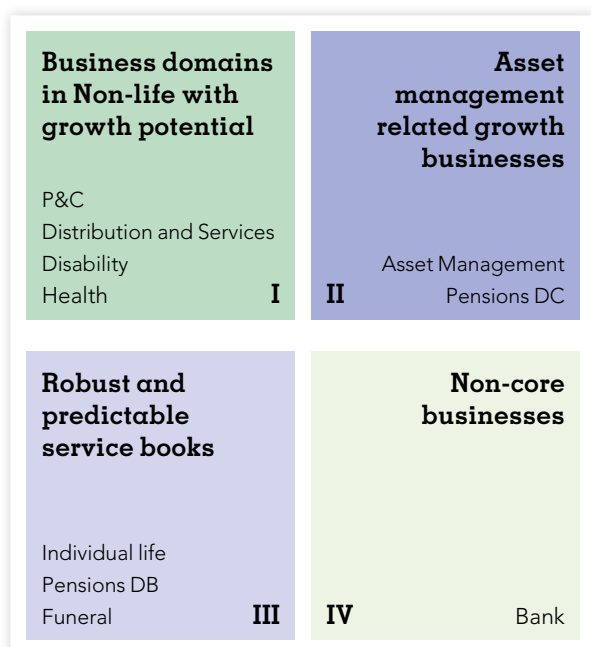 Business domains
in Non-life with
growth potential
P&C
Distribution and Services
Disability
Health
I
Asset
management
related growth
businesses
Asset Management
II
Pensions DC
Robust and
predictable
service books
Individual life
Pensions DB
Funeral
III
Non-core
businesses
IV
Bank